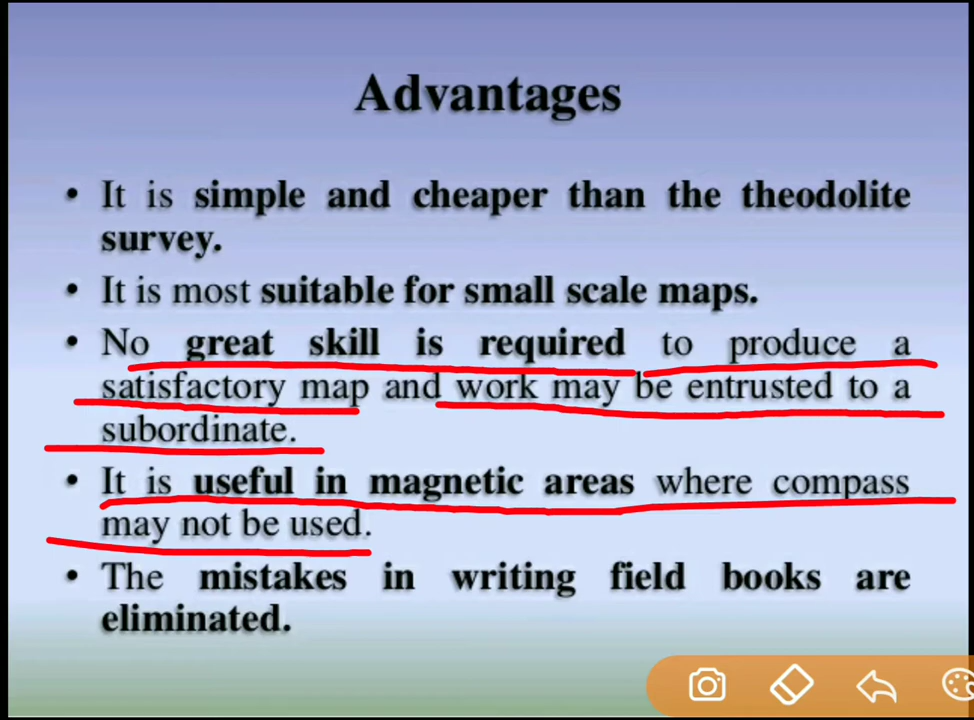 Advantages
• It is simple and cheaper than the theodolite
survey.
• It is most suitable for small scale maps.
• No great skill is required to produce a
satisfactory map and work may be entrusted to a
subordinate.
• It is useful in magnetic areas where compass
may not be used.
• The mistakes in writing field books are
eliminated.